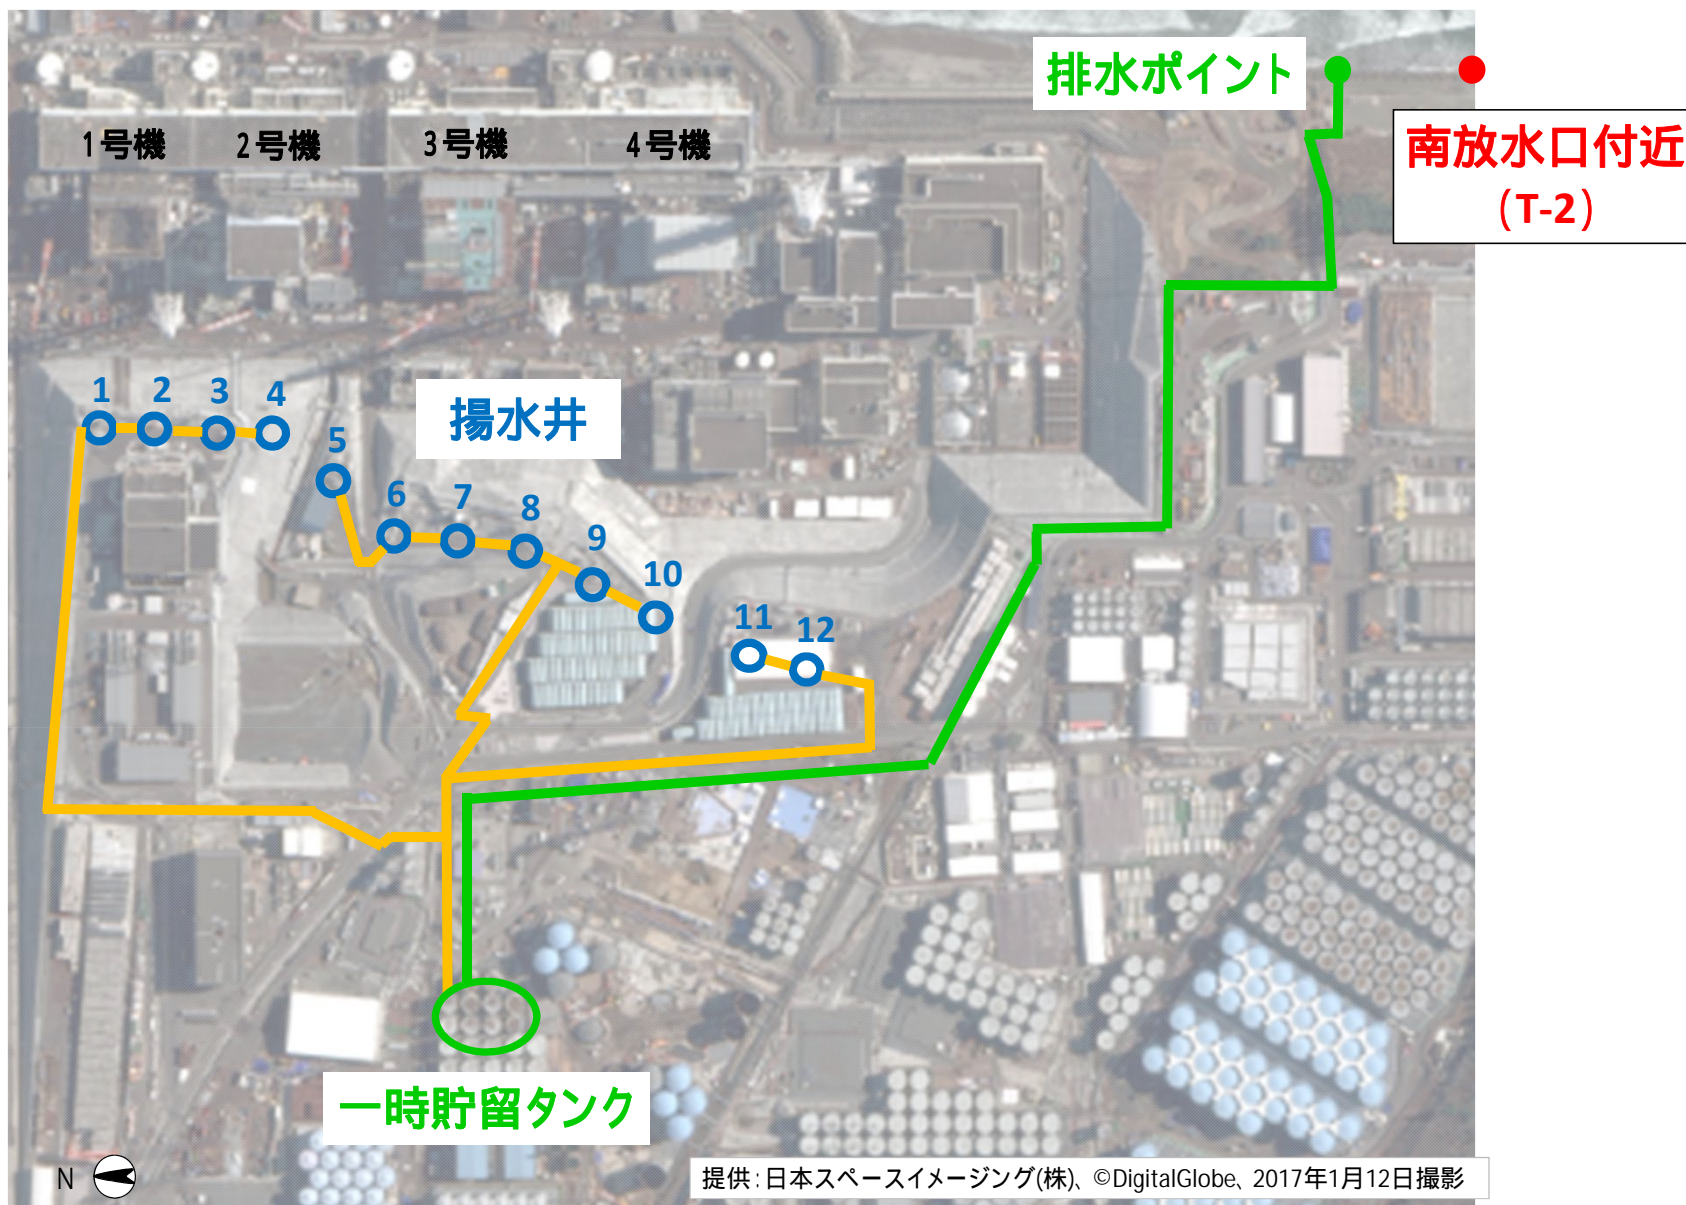 排水ポイント
南放水口付近
(T-2)
1号機
2号機
3号機
4号機
1
2
3
4
揚水井
5
6
7
8
9
10
11
12
一時貯留タンク
N
提供:日本スペースイメージング(株)、©DigitalGlobe、2017年1月12日撮影